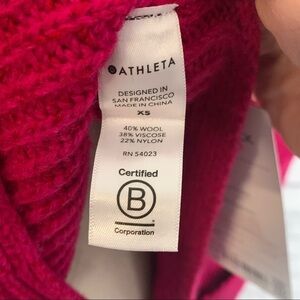 ATHLETA
DESIGNED IN
SAN FRANCISCO
MADE IN CHINA
XS
40% WOOL
38% VISCOSE
22% NYLON
RN 54023
Certified
B
Corporation